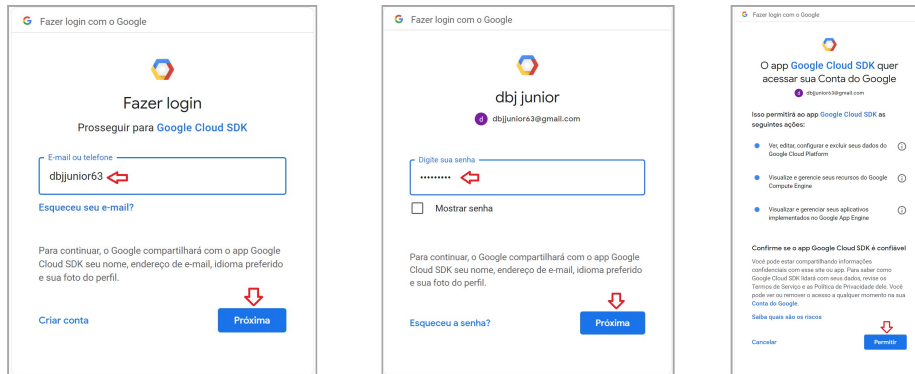 Fazer login com o Google
Fazer login
Prosseguir para Google Cloud SDK
E-mail ou telefone
dbjjunior63
Esqueceu seu e-mail?
Para continuar, o Google compartilhará com o app Google
Cloud SDK seu nome, endereço de e-mail, idioma preferido
e sua foto do perfil.
Criar conta
Próxima
Fazer login com o Google
dbj junior
d
dbjjunior63@gmail.com
Digite sua senha
•••••••••
Mostrar senha
Para continuar, o Google compartilhará com o app Google
Cloud SDK seu nome, endereço de e-mail, idioma preferido
e sua foto do perfil.
Esqueceu a senha?
Próxima
Fazer login com o Google
O app Google Cloud SDK quer
acessar sua Conta do Google
d
dbjjunior63@gmail.com
Isso permitirá ao app Google Cloud SDK as
seguintes ações:
Ver, editar, configurar e excluir seus dados do
Google Cloud Platform
Visualize e gerencie seus recursos do Google
Compute Engine
Visualizar e gerenciar seus aplicativos
implementados no Google App Engine
Confirme se o app Google Cloud SDK é confiável
Você pode estar compartilhando informações
confidenciais com esse site ou app. Para saber como
Google Cloud SDK lidará com seus dados, revise os
Termos de Serviço e as Política de Privacidade dele. Você
pode ver ou remover o acesso a qualquer momento na sua
Conta do Google.
Saiba quais são os riscos
Cancelar
Permitir